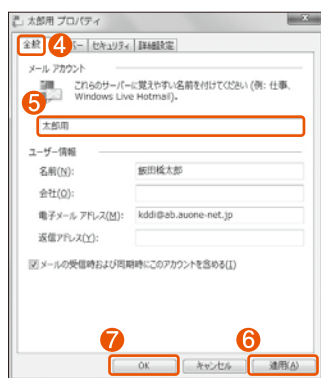 太郎用 プロパティ
全般 4 バー セキュリティ 詳細設定
メール アカウント
これらのサーバーに覚えやすい名前を付けてください (例: 仕事、
Windows Live Hotmail)。
5
太郎用
ユーザー情報
名前(N): 飯田橋太郎
会社(O):
電子メール アドレス(M): kddi@ab.auone-net.jp
返信アドレス(Y):
メールの受信時および同期時にこのアカウントを含める(I)
7 6
OK キャンセル 適用(A)